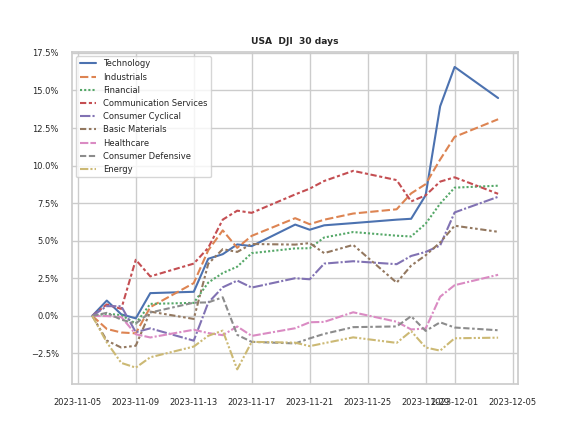 USA  DJI  30 days
17.5%
15.0%
12.5%
10.0%
7.5%
5.0%
2.5%
0.0%
−2.5%
Technology
Industrials
Financial
Communication Services
Consumer Cyclical
Basic Materials
Healthcare
Consumer Defensive
Energy
2023-11-05 2023-11-09 2023-11-13 2023-11-17 2023-11-21 2023-11-25 2023-12-01 2023-12-05